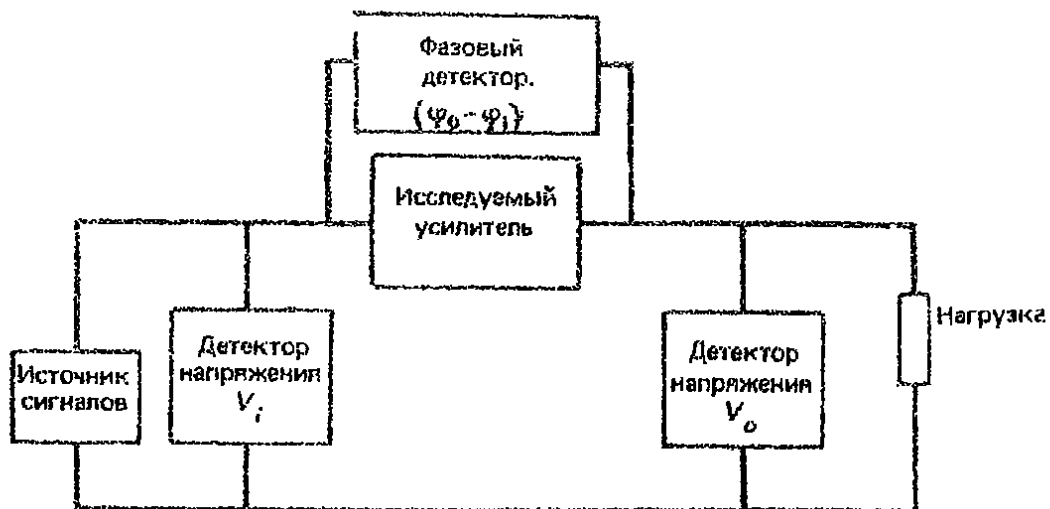 Фазовый
детектор.
(φ₀-φᵢ)
Исследуемый
усилитель
Источник
сигналов
Детектор
напряжения
Vᵢ
Детектор
напряжения
Vₒ
Нагрузка